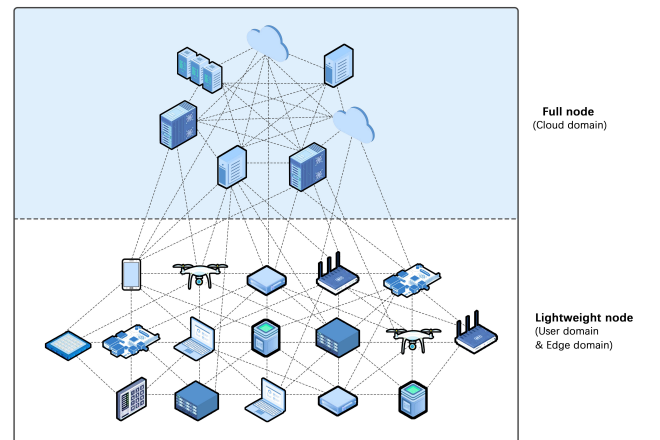 Full node
(Cloud domain)
Lightweight node
(User domain
& Edge domain)